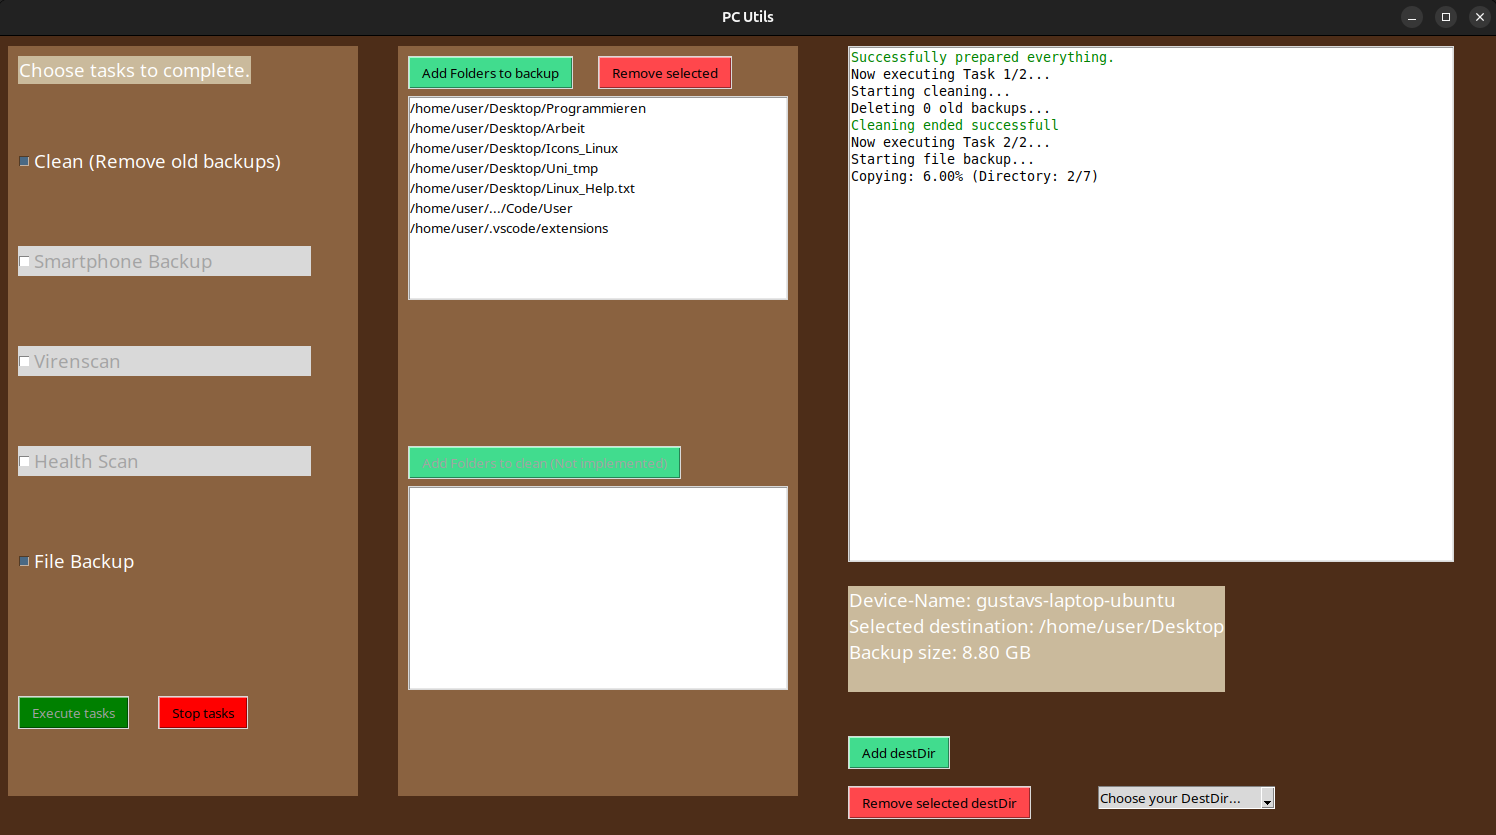 PC Utils
Choose tasks to complete.
Clean (Remove old backups)
Smartphone Backup
Virenscan
Health Scan
File Backup
Execute tasks
Stop tasks
Add Folders to backup
Remove selected
/home/user/Desktop/Programmieren
/home/user/Desktop/Arbeit
/home/user/Desktop/Icons_Linux
/home/user/Desktop/Uni_tmp
/home/user/Desktop/Linux_Help.txt
/home/user/.../Code/User
/home/user/.vscode/extensions
Add Folders to clean (Not implemented)
Successfully prepared everything.
Now executing Task 1/2...
Starting cleaning...
Deleting 0 old backups...
Cleaning ended successfull
Now executing Task 2/2...
Starting file backup...
Copying: 6.00% (Directory: 2/7)
Device-Name: gustavs-laptop-ubuntu
Selected destination: /home/user/Desktop
Backup size: 8.80 GB
Add destDir
Remove selected destDir
Choose your DestDir...